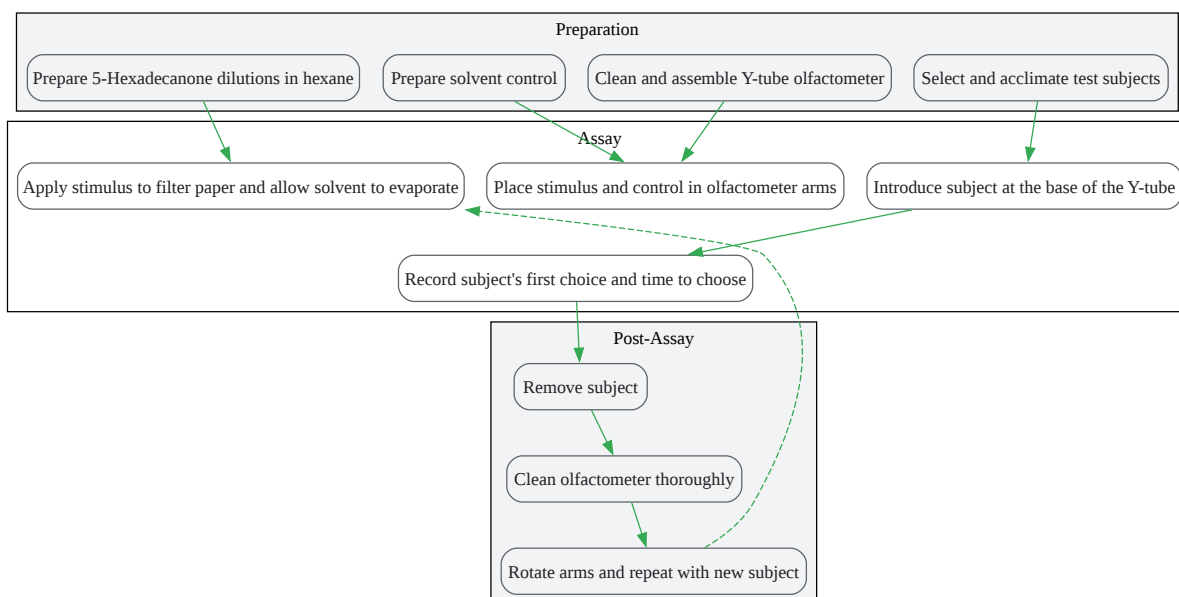 Preparation
Prepare 5-Hexadecanone dilutions in hexane
Prepare solvent control
Clean and assemble Y-tube olfactometer
Select and acclimate test subjects
Assay
Apply stimulus to filter paper and allow solvent to evaporate
Place stimulus and control in olfactometer arms
Introduce subject at the base of the Y-tube
Record subject's first choice and time to choose
Post-Assay
Remove subject
Clean olfactometer thoroughly
Rotate arms and repeat with new subject